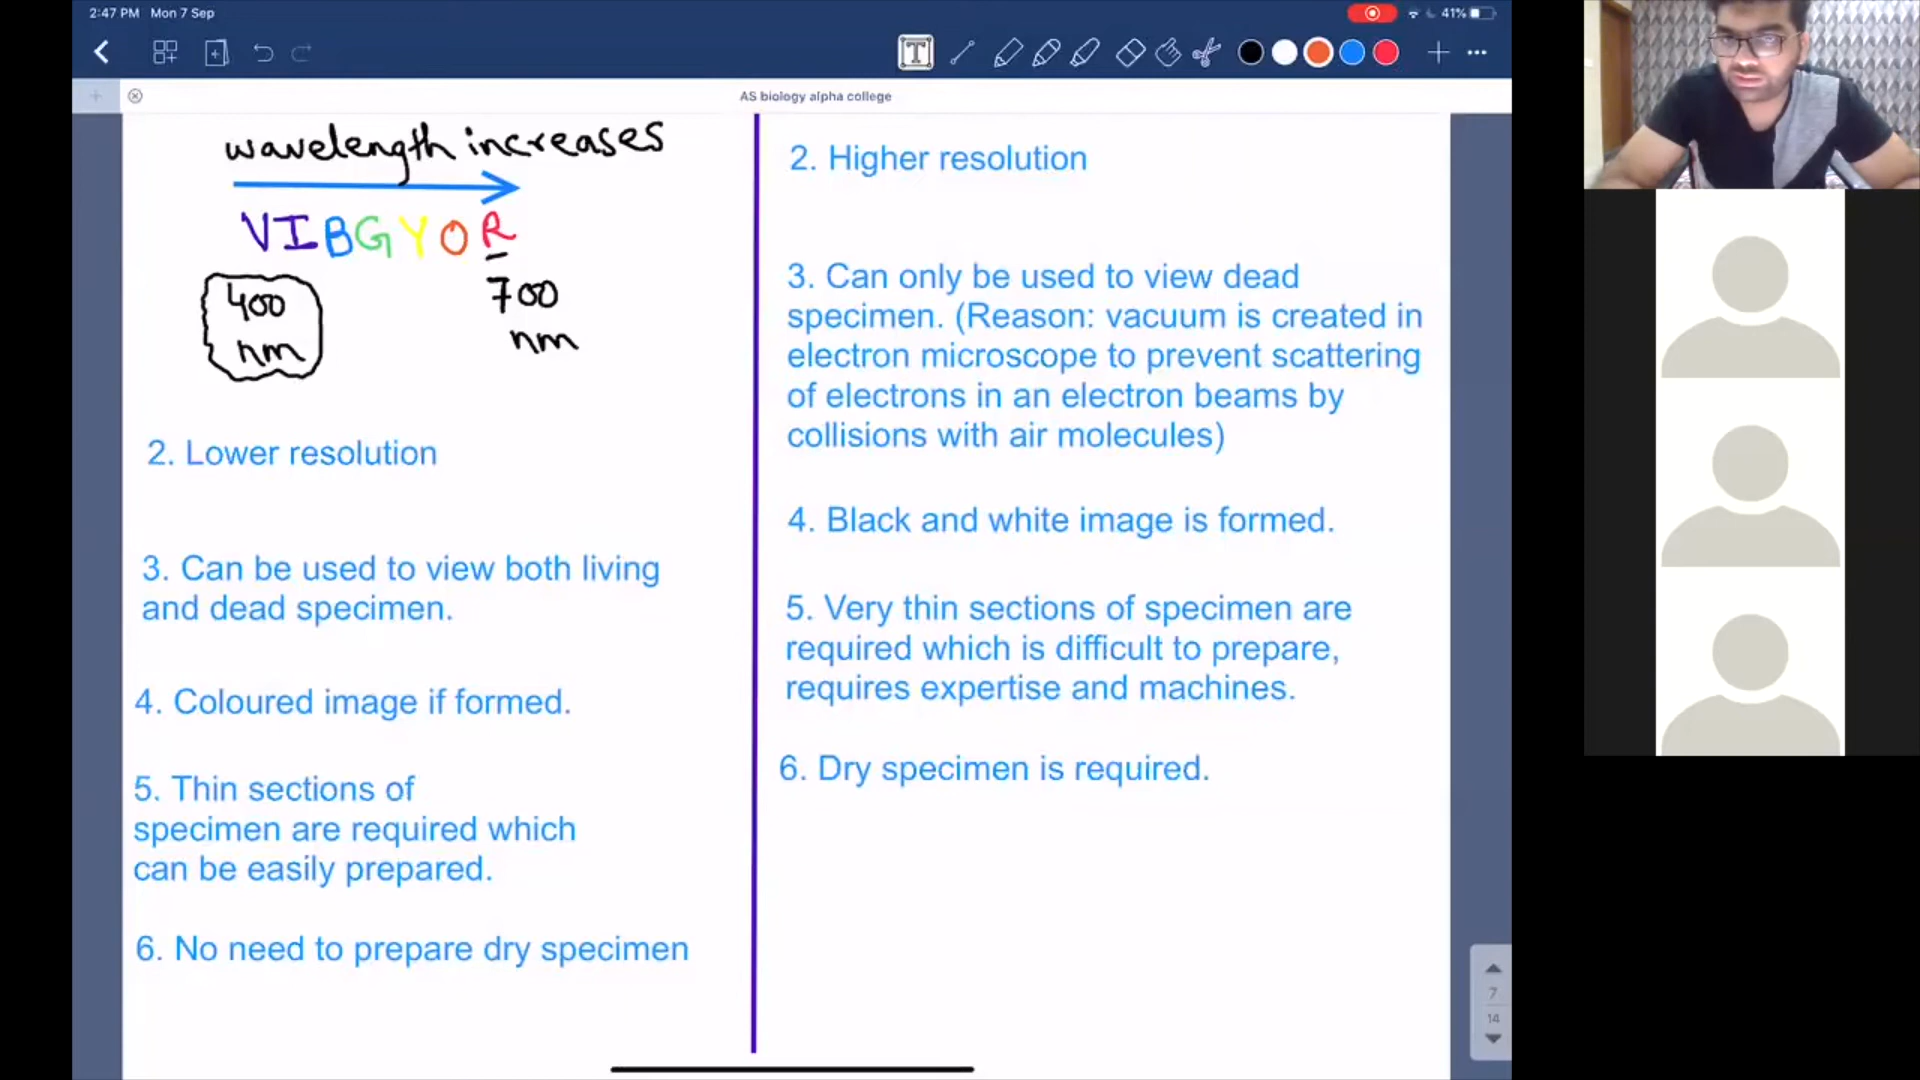 2:47 PM Mon 7 Sep
41%
T
AS biology alpha college
wavelength increases
VIBGYOR
400
nm
700
nm
2. Lower resolution
3. Can be used to view both living
and dead specimen.
4. Coloured image if formed.
5. Thin sections of
specimen are required which
can be easily prepared.
6. No need to prepare dry specimen
2. Higher resolution
3. Can only be used to view dead
specimen. (Reason: vacuum is created in
electron microscope to prevent scattering
of electrons in an electron beams by
collisions with air molecules)
4. Black and white image is formed.
5. Very thin sections of specimen are
required which is difficult to prepare,
requires expertise and machines.
6. Dry specimen is required.
7
14